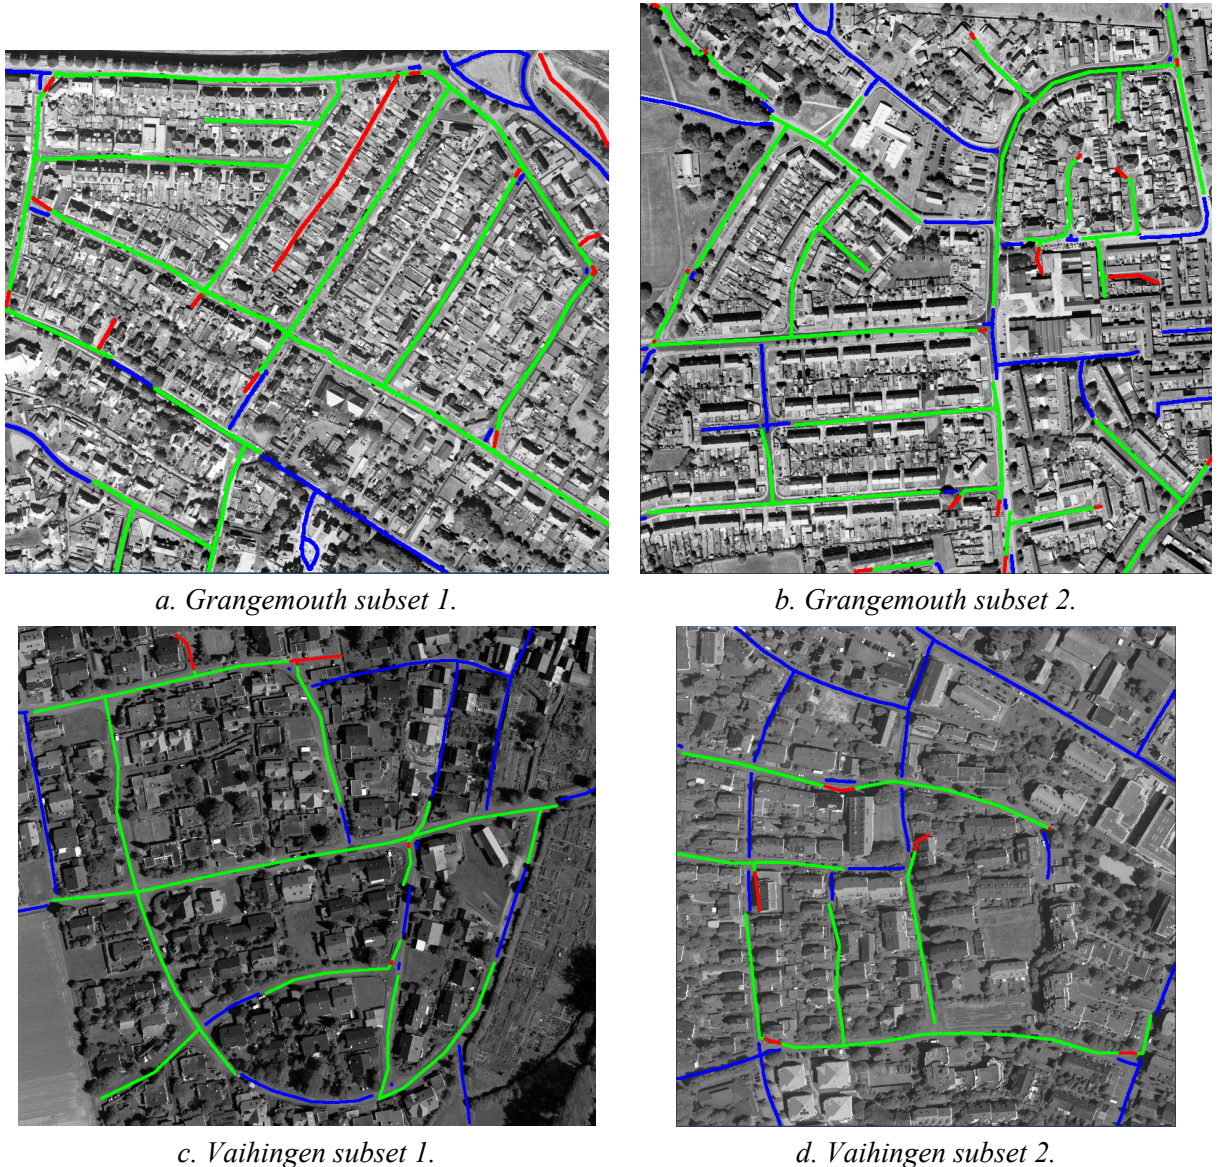 a. Grangemouth subset 1.
b. Grangemouth subset 2.
c. Vaihingen subset 1.
d. Vaihingen subset 2.